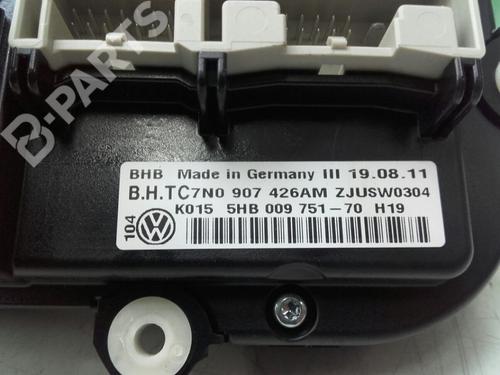 B-PARTS
BHB Made in Germany III 19.08.11
B.H.TC7N0 907 426AM ZJUSW0304
K015 5HB 009 751-70 H19
104